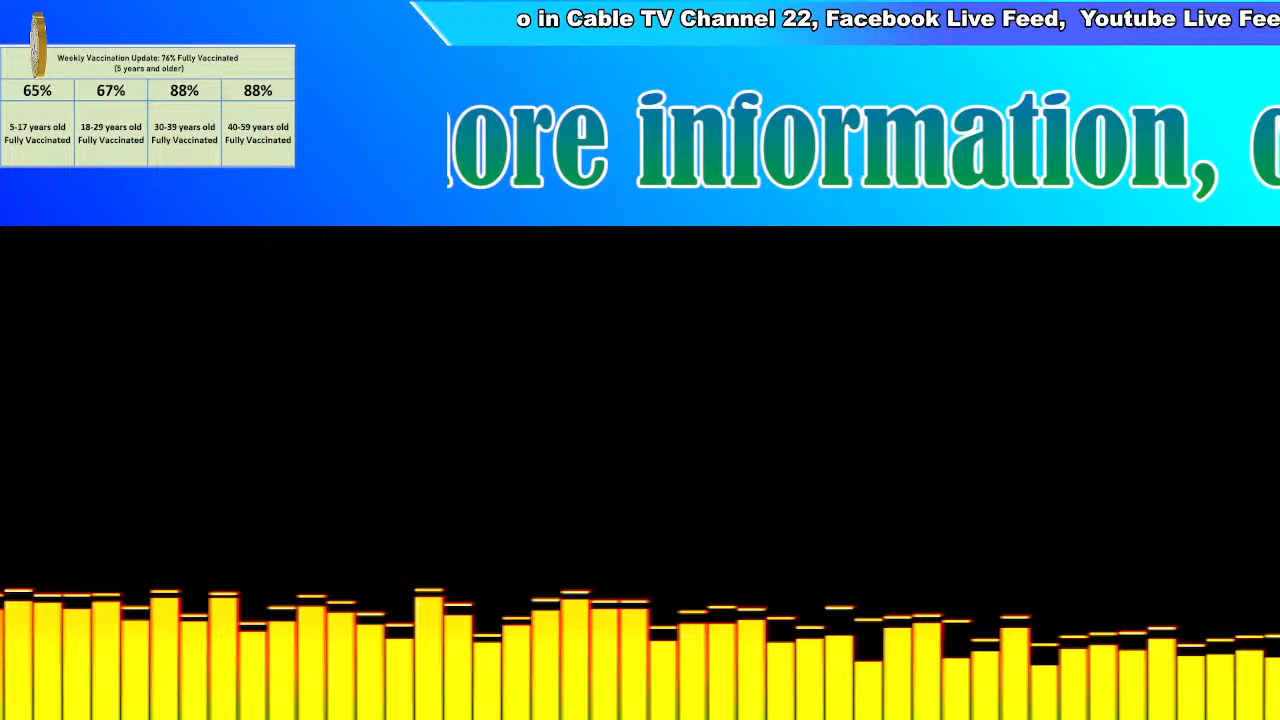 o in Cable TV Channel 22, Facebook Live Feed, Youtube Live Fee
Weekly Vaccination Update: 76% Fully Vaccinated
(5 years and older)
65% 67% 88% 88%
5-17 years old 18-29 years old 30-39 years old 40-59 years old
Fully Vaccinated Fully Vaccinated Fully Vaccinated Fully Vaccinated
ore information,